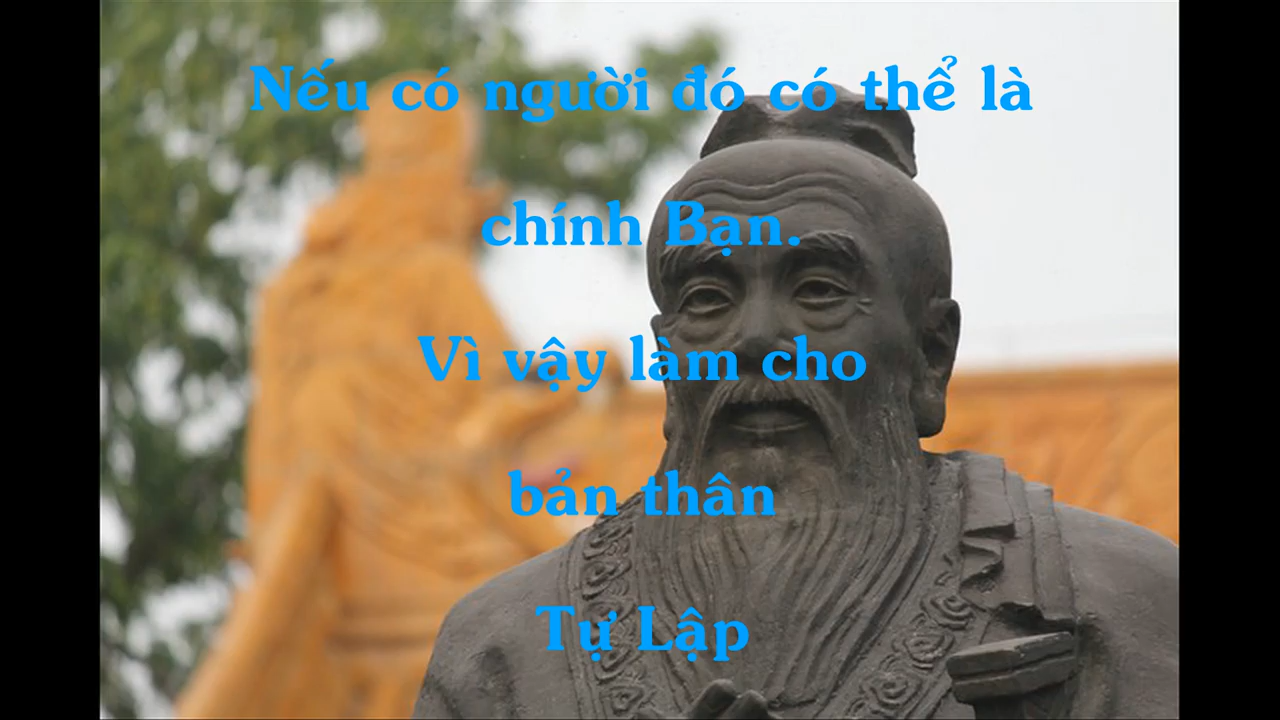 Nếu có người đó có thể là
chính Bạn.
Vì vậy làm cho
bản thân
Tự Lập